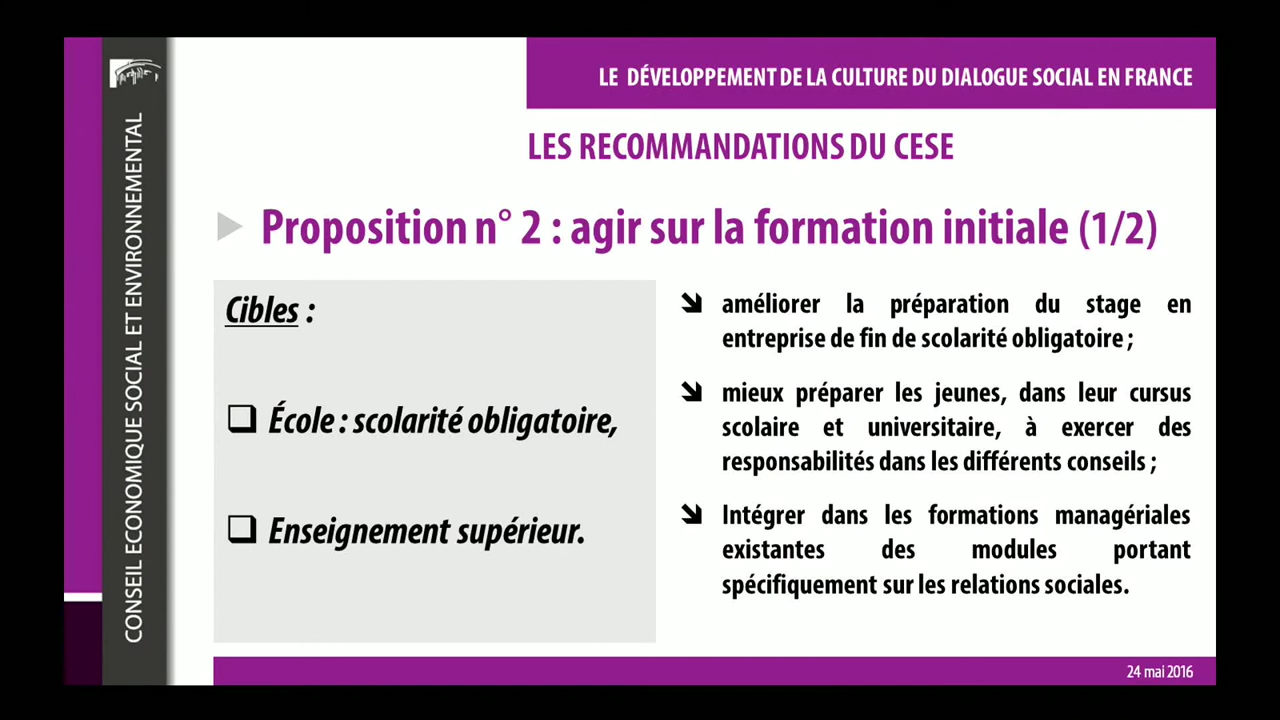 LE DÉVELOPPEMENT DE LA CULTURE DU DIALOGUE SOCIAL EN FRANCE
LES RECOMMANDATIONS DU CESE
Proposition n° 2 : agir sur la formation initiale (1/2)
Cibles :
École : scolarité obligatoire,
Enseignement supérieur.
améliorer la préparation du stage en
entreprise de fin de scolarité obligatoire ;
mieux préparer les jeunes, dans leur cursus
scolaire et universitaire, à exercer des
responsabilités dans les différents conseils ;
Intégrer dans les formations managériales
existantes des modules portant
spécifiquement sur les relations sociales.
CONSEIL ECONOMIQUE SOCIAL ET ENVIRONNEMENTAL
24 mai 2016